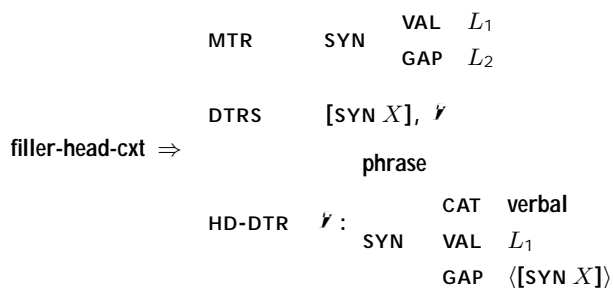 VAL L₁
MTR SYN
GAP L₂
DTRS [SYN X],
filler-head-cxt ⇒
phrase
CAT verbal
HD-DTR : SYN VAL L₁
GAP ⟨[SYN X]⟩